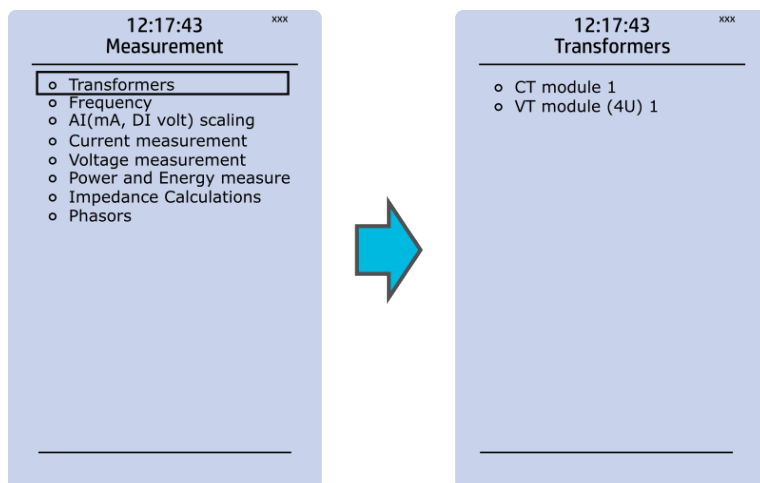 12:17:43 xxx
Measurement
Transformers
Frequency
AI(mA, DI volt) scaling
Current measurement
Voltage measurement
Power and Energy measure
Impedance Calculations
Phasors
12:17:43 xxx
Transformers
CT module 1
VT module (4U) 1